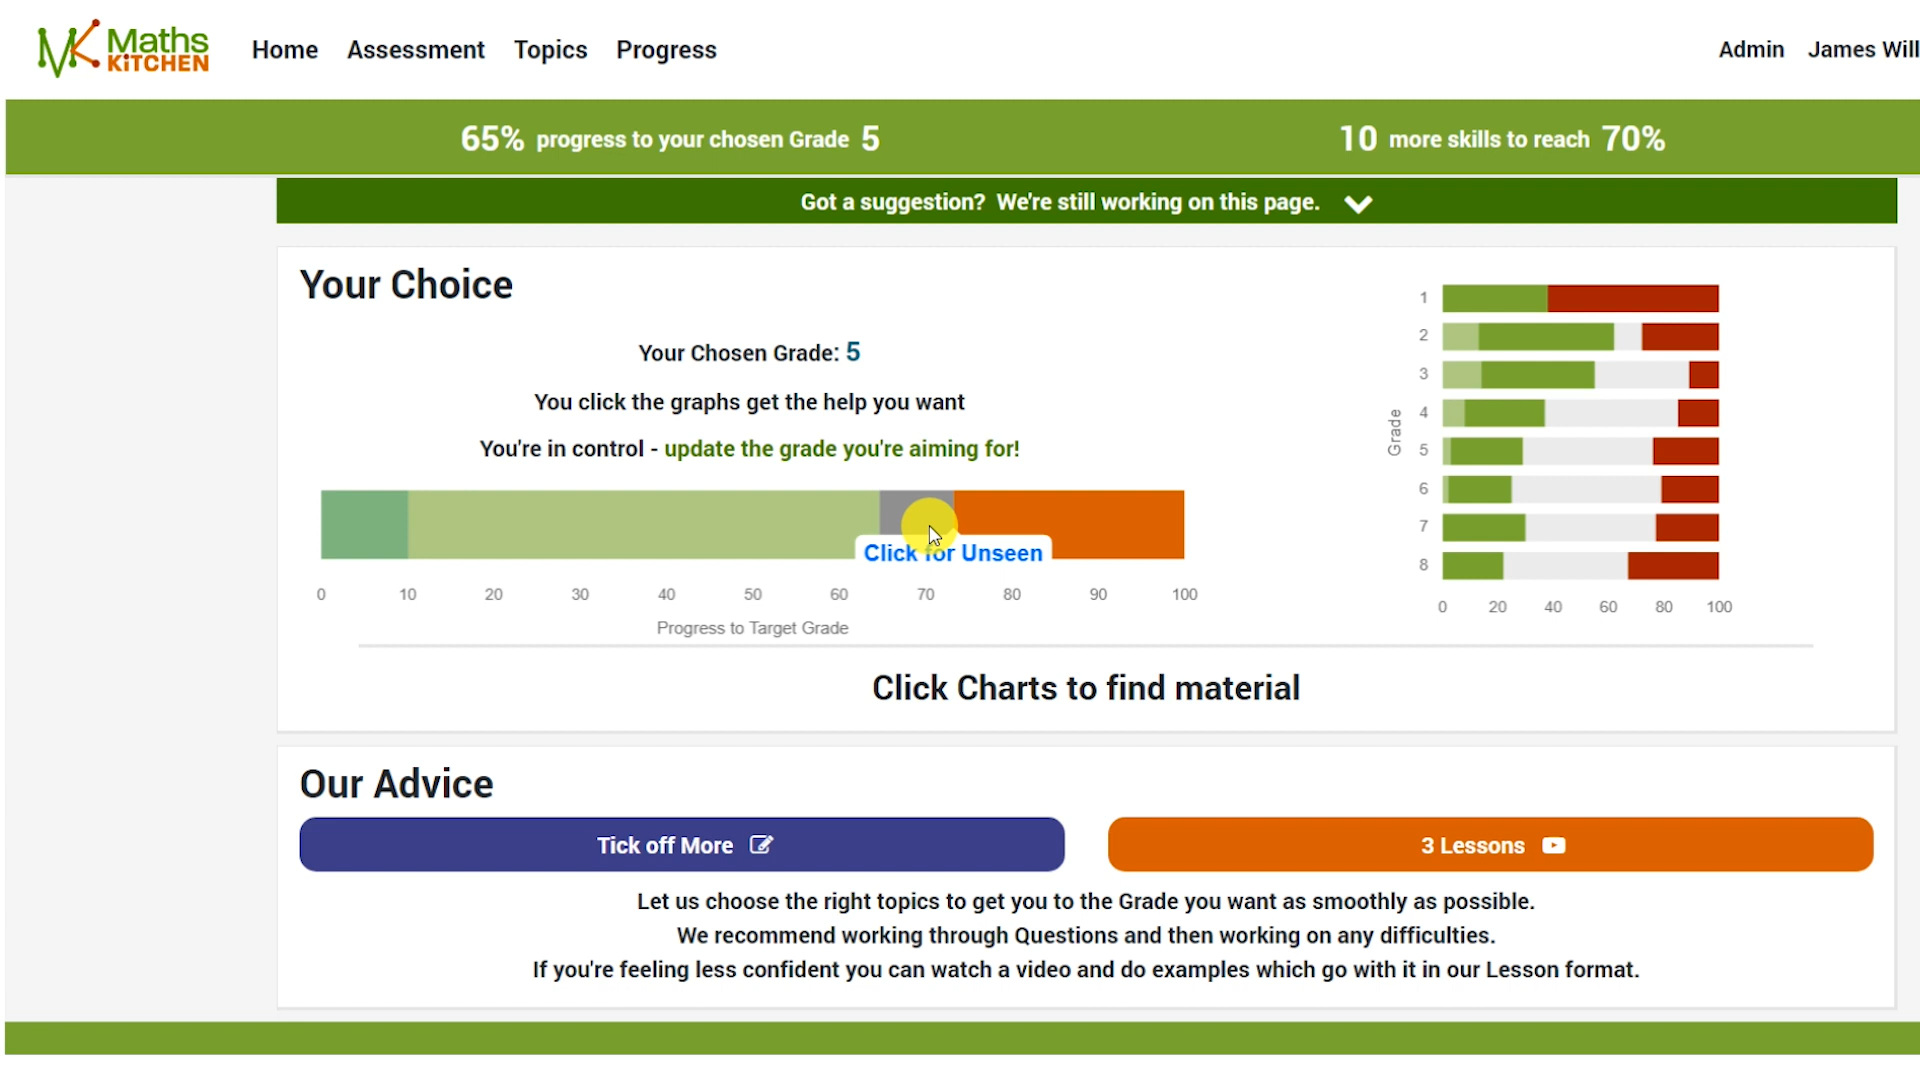 Maths
KiTCHEN
Home Assessment Topics Progress
Admin James Will
65% progress to your chosen Grade 5
10 more skills to reach 70%
Got a suggestion? We're still working on this page.
Your Choice
Your Chosen Grade: 5
You click the graphs get the help you want
You're in control - update the grade you're aiming for!
Click for Unseen
0 10 20 30 40 50 60 70 80 90 100
Progress to Target Grade
Grade
1
2
3
4
5
6
7
8
0 20 40 60 80 100
Click Charts to find material
Our Advice
Tick off More
3 Lessons
Let us choose the right topics to get you to the Grade you want as smoothly as possible.
We recommend working through Questions and then working on any difficulties.
If you're feeling less confident you can watch a video and do examples which go with it in our Lesson format.